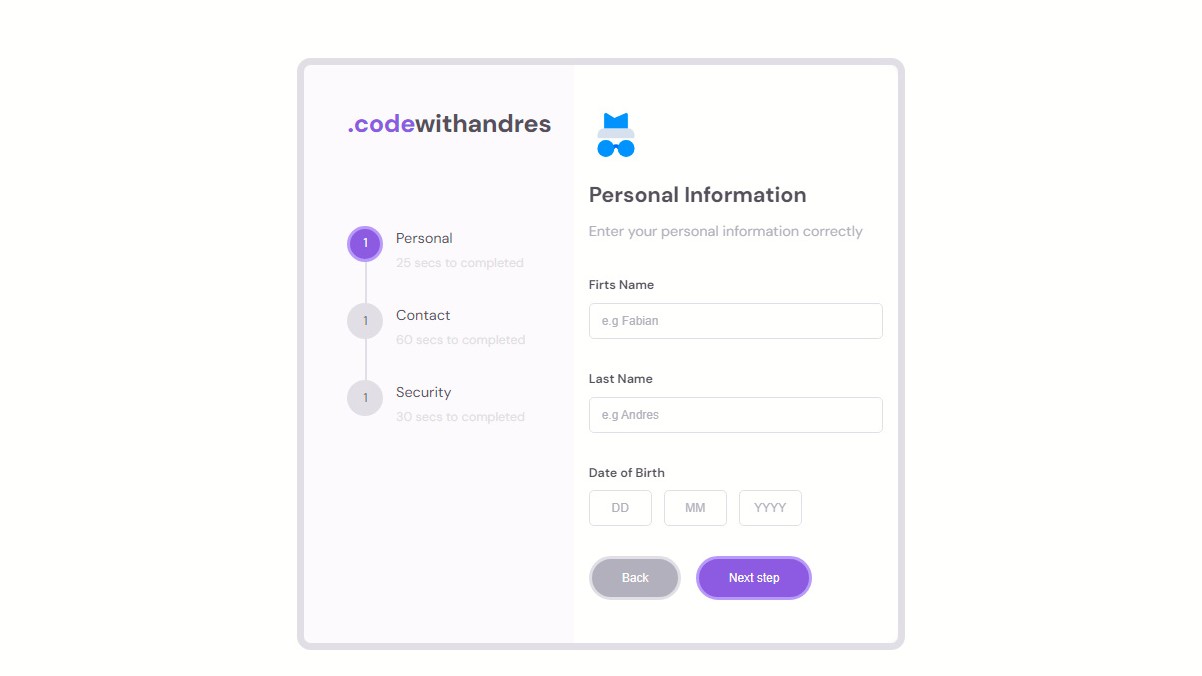 .codewithandres
1
Personal
25 secs to completed
1
Contact
60 secs to completed
1
Security
30 secs to completed
Personal Information
Enter your personal information correctly
Firts Name
e.g Fabian
Last Name
e.g Andres
Date of Birth
DD MM YYYY
Back Next step